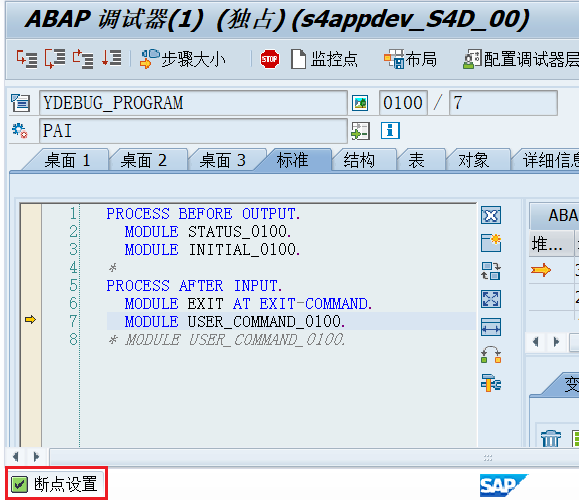 ABAP 调试器(1) (独占)(s4appdev_S4D_00)
步骤大小 STOP 监控点 布局 配置调试器层
YDEBUG_PROGRAM 0100 / 7
PAI
桌面 1 桌面 2 桌面 3 标准 结构 表 对象 详细信息
1 PROCESS BEFORE OUTPUT.
2 MODULE STATUS_0100.
3 MODULE INITIAL_0100.
4 *
5 PROCESS AFTER INPUT.
6 MODULE EXIT AT EXIT-COMMAND.
7 MODULE USER_COMMAND_0100.
8 * MODULE USER_COMMAND_0100.
ABAP
堆...
变
断点设置
SAP